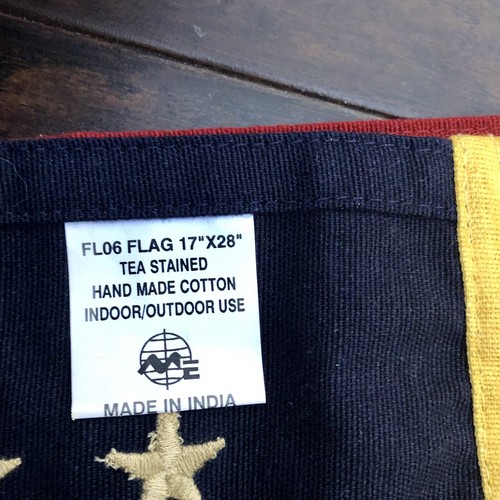 FL06 FLAG 17"X28"
TEA STAINED
HAND MADE COTTON
INDOOR/OUTDOOR USE
MADE IN INDIA